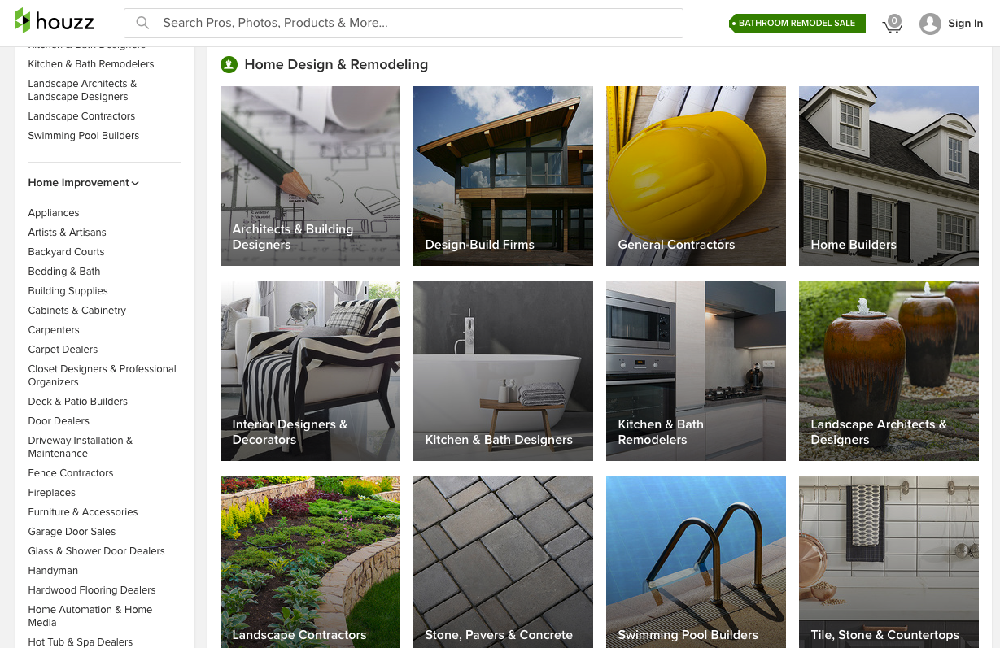 houzz
Search Pros, Photos, Products & More...
BATHROOM REMODEL SALE
0
Sign In
Kitchen & Bath Designers
Kitchen & Bath Remodelers
Landscape Architects &
Landscape Designers
Landscape Contractors
Swimming Pool Builders
Home Improvement
Appliances
Artists & Artisans
Backyard Courts
Bedding & Bath
Building Supplies
Cabinets & Cabinetry
Carpenters
Carpet Dealers
Closet Designers & Professional
Organizers
Deck & Patio Builders
Door Dealers
Driveway Installation &
Maintenance
Fence Contractors
Fireplaces
Furniture & Accessories
Garage Door Sales
Glass & Shower Door Dealers
Handyman
Hardwood Flooring Dealers
Home Automation & Home
Media
Hot Tub & Spa Dealers
Home Design & Remodeling
Architects & Building
Designers
Design-Build Firms
General Contractors
Home Builders
Interior Designers &
Decorators
Kitchen & Bath Designers
Kitchen & Bath
Remodelers
Landscape Architects &
Designers
Landscape Contractors
Stone, Pavers & Concrete
Swimming Pool Builders
Tile, Stone & Countertops